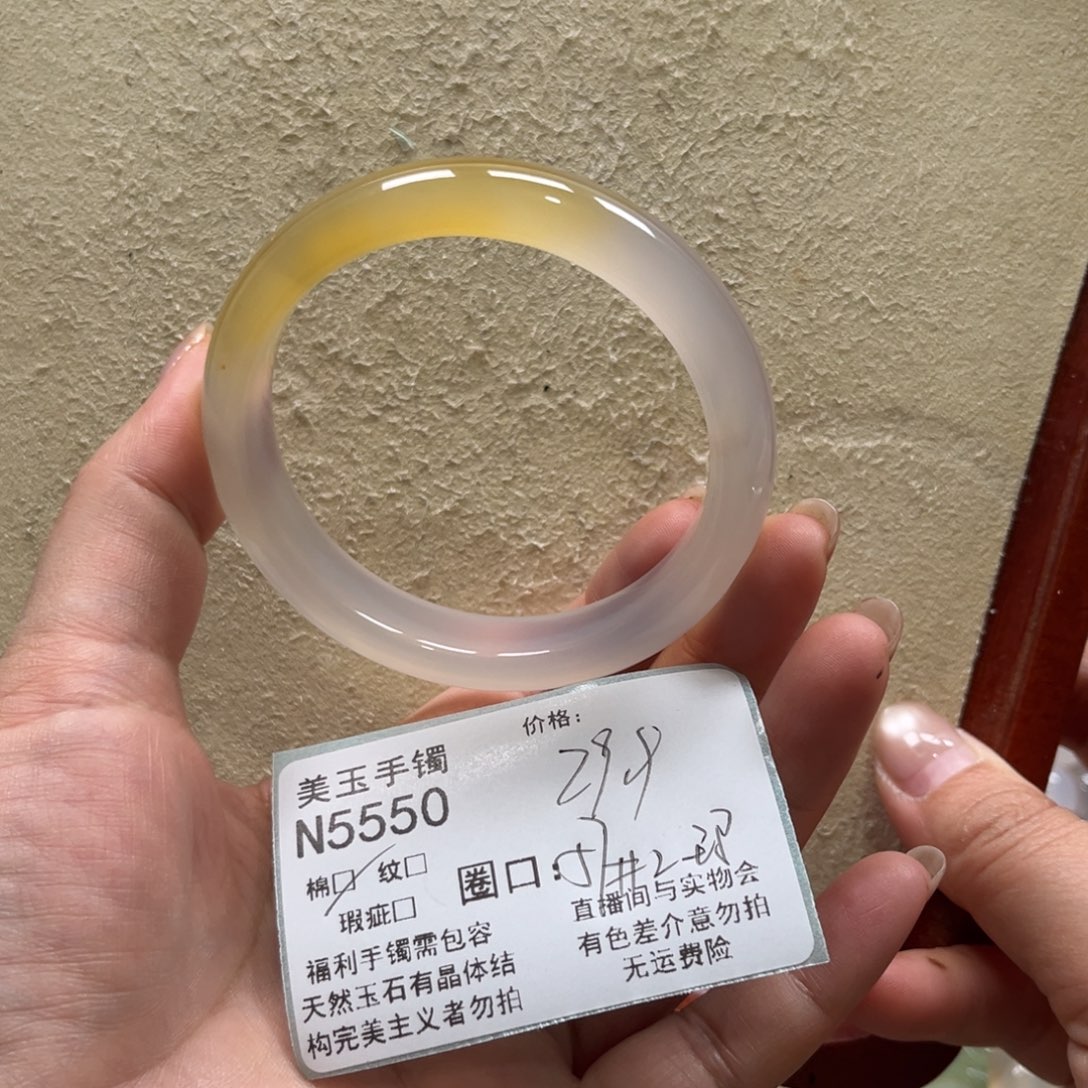 美玉手镯
N5550
价格:
299
棉□ 纹□
瑕疵□
圈口:57#
福利手镯需包容
天然玉石有晶体结
构完美主义者勿拍
直播间与实物会
有色差介意勿拍
无运费险